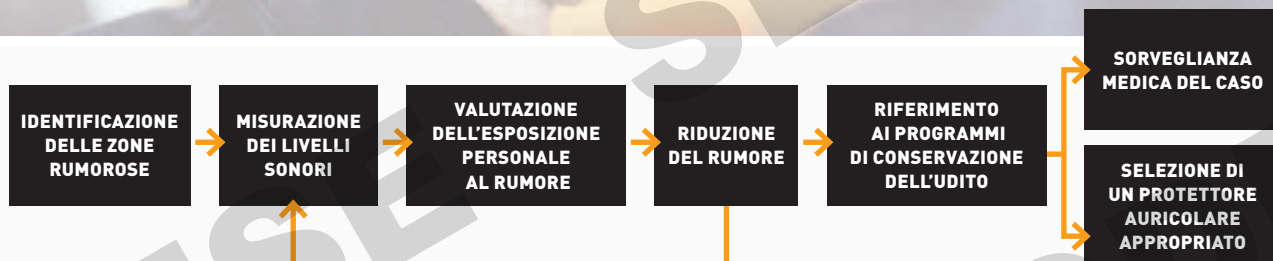 IDENTIFICAZIONE
DELLE ZONE
RUMOROSE
MISURAZIONE
DEI LIVELLI
SONORI
VALUTAZIONE
DELL'ESPOSIZIONE
PERSONALE
AL RUMORE
RIDUZIONE
DEL RUMORE
RIFERIMENTO
AI PROGRAMMI
DI CONSERVAZIONE
DELL'UDITO
SORVEGLIANZA
MEDICA DEL CASO
SELEZIONE DI
UN PROTETTORE
AURICOLARE
APPROPRIATO